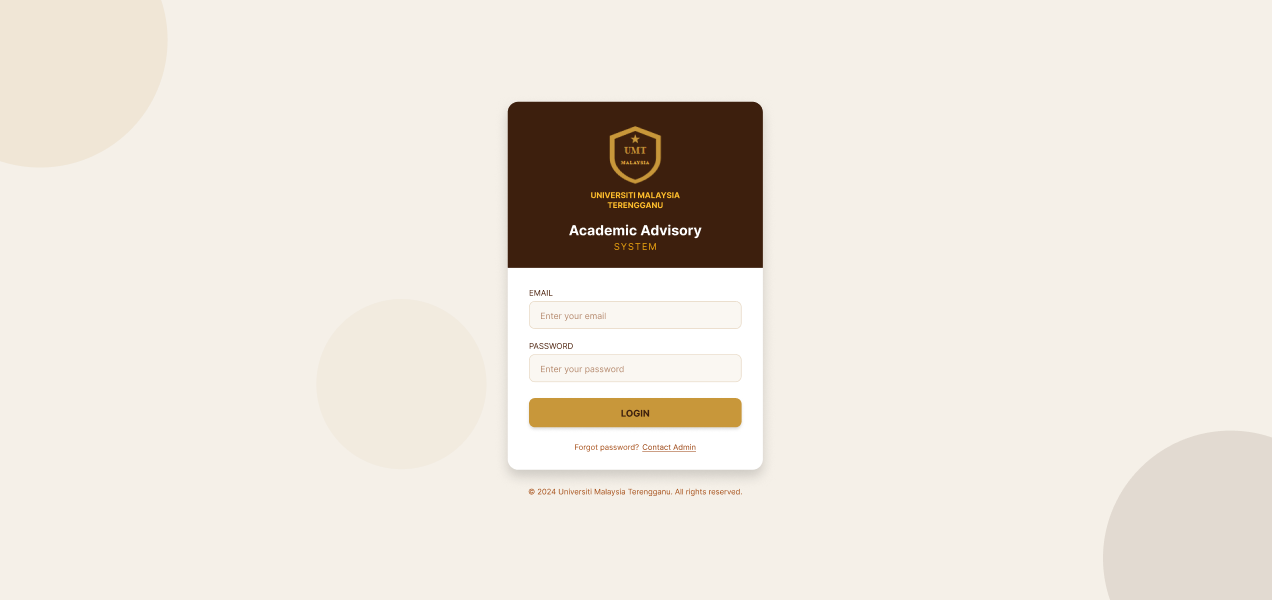 UMT
MALAYSIA
UNIVERSITI MALAYSIA
TERENGGANU
Academic Advisory
SYSTEM
EMAIL
Enter your email
PASSWORD
Enter your password
LOGIN
Forgot password? Contact Admin
© 2024 Universiti Malaysia Terengganu. All rights reserved.